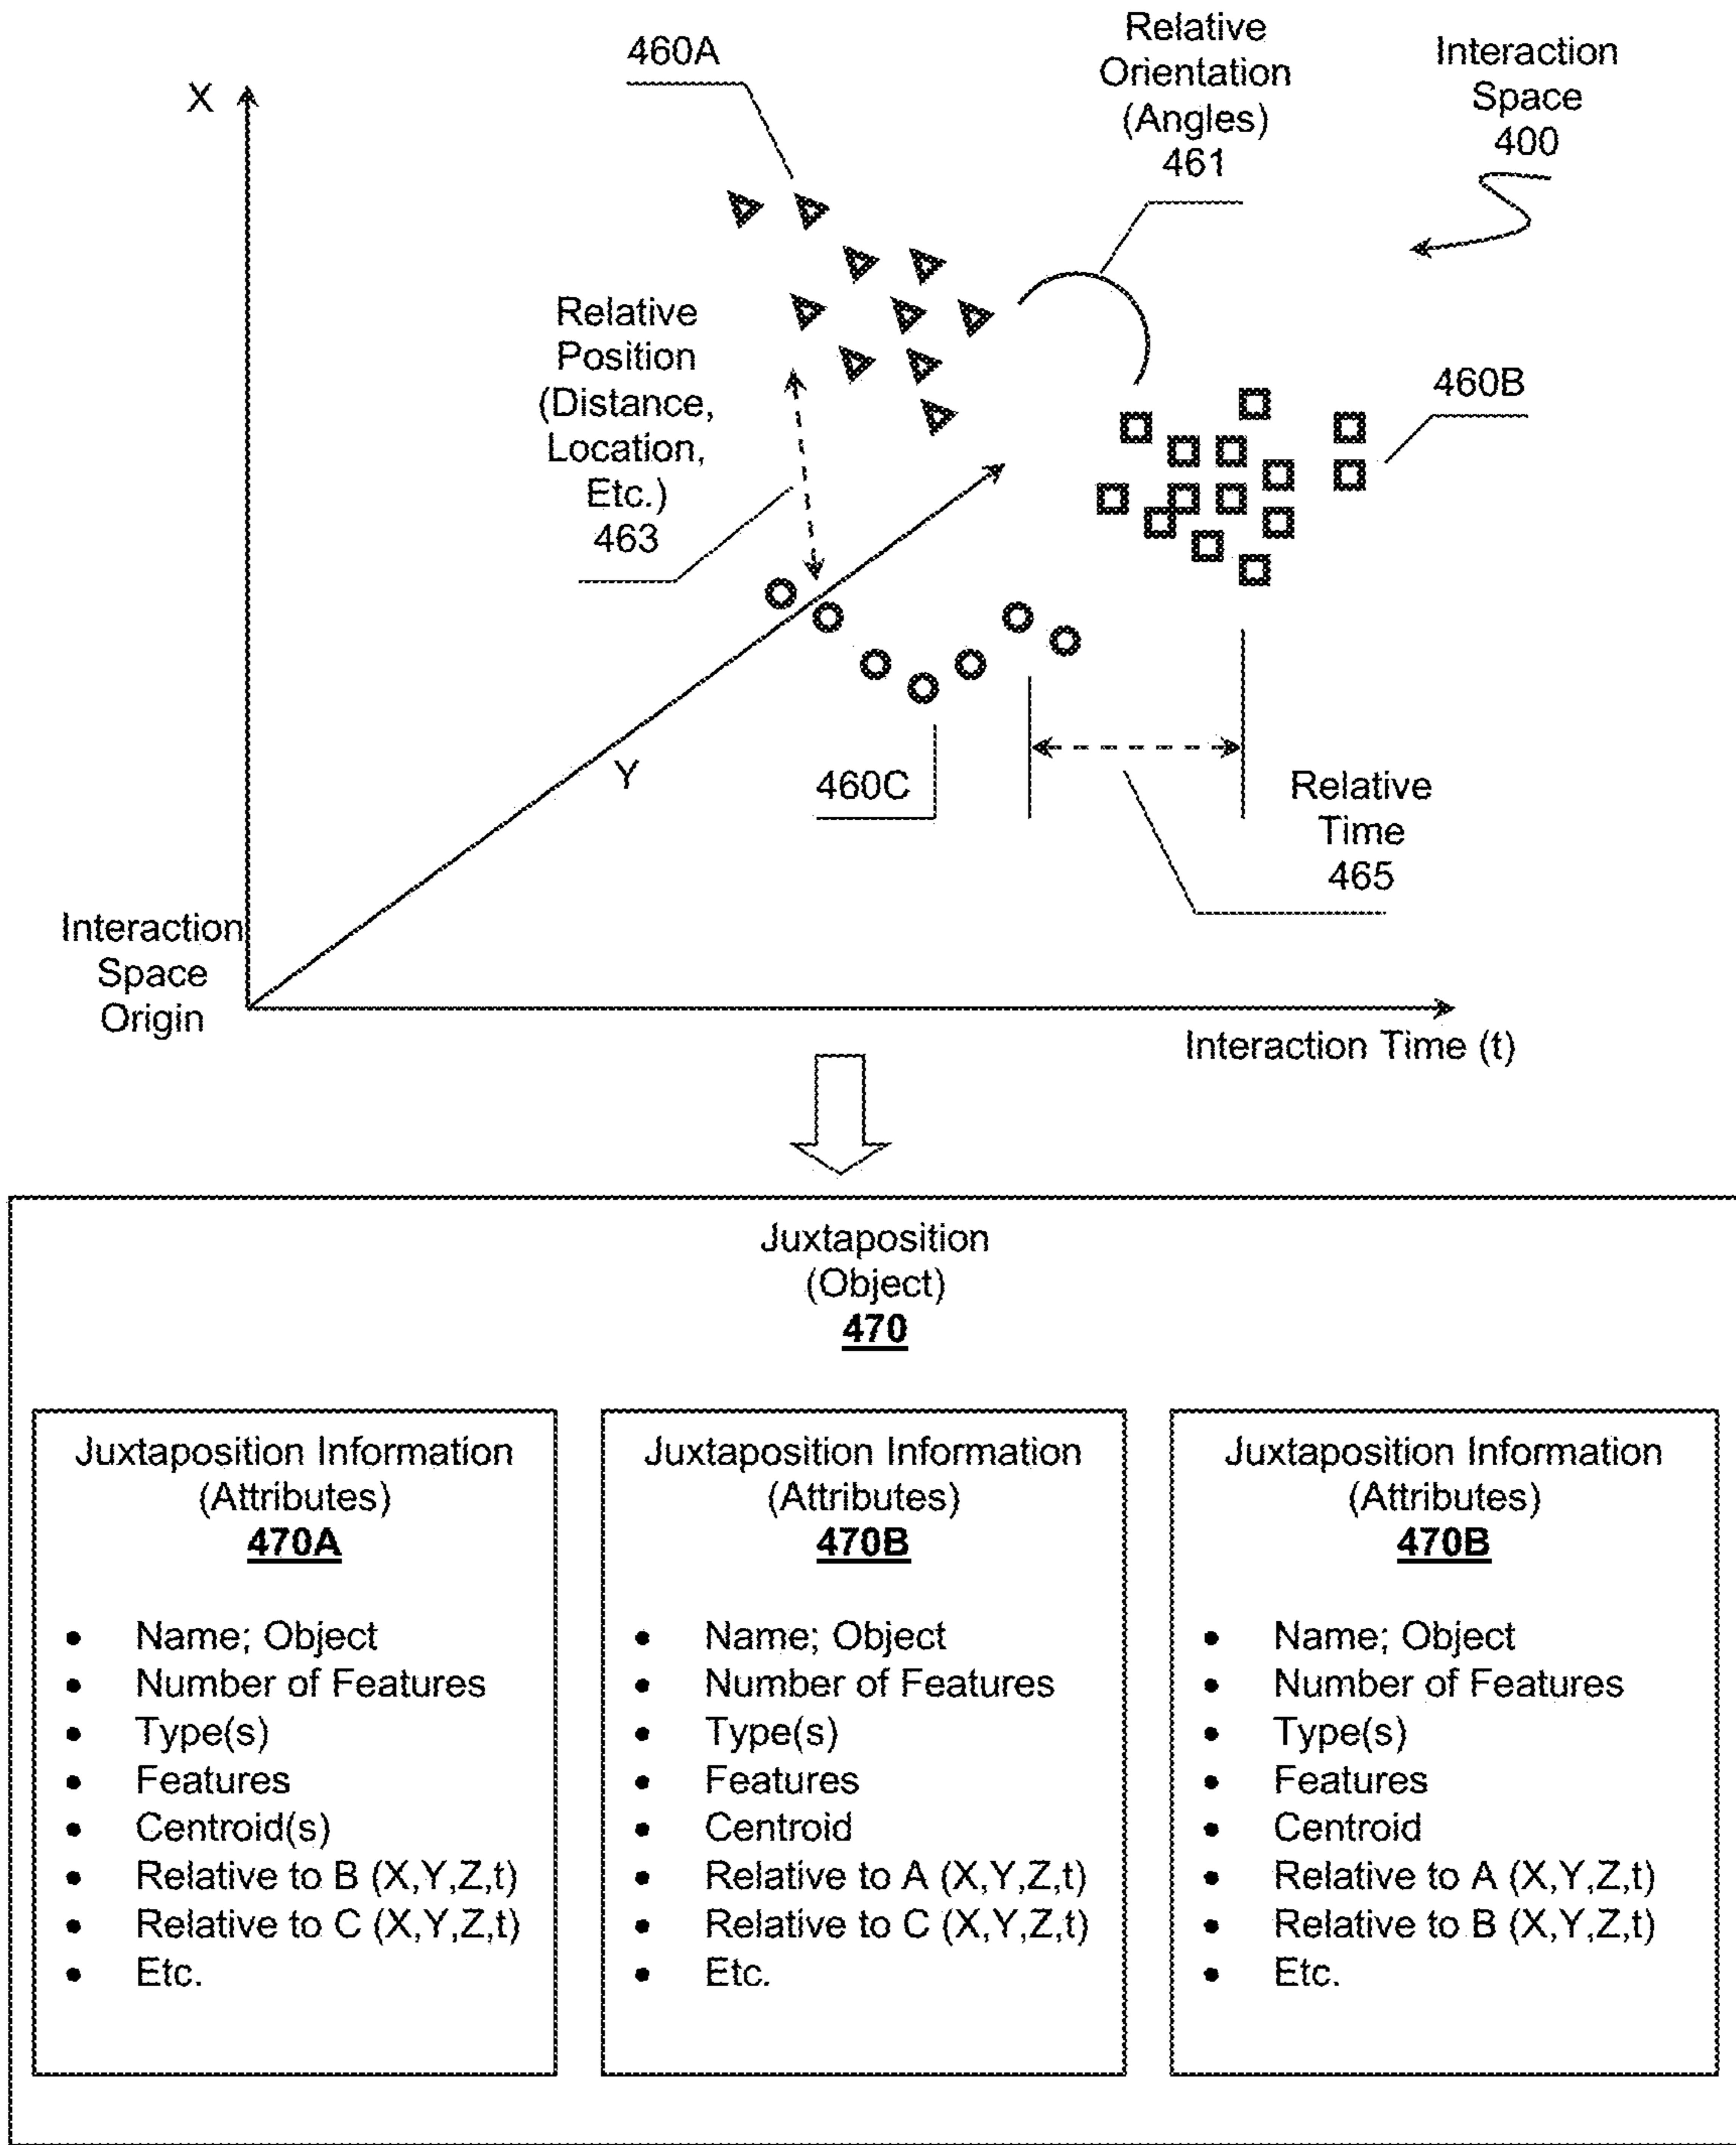 460A
Relative
Orientation
(Angles)
461
Interaction
Space
400
X
Relative
Position
(Distance,
Location,
Etc.)
463
460B
Y
460C
Relative
Time
465
Interaction
Space
Origin
Interaction Time (t)
Juxtaposition
(Object)
470
Juxtaposition Information
(Attributes)
470A
• Name; Object
• Number of Features
• Type(s)
• Features
• Centroid(s)
• Relative to B (X,Y,Z,t)
• Relative to C (X,Y,Z,t)
• Etc.
Juxtaposition Information
(Attributes)
470B
• Name; Object
• Number of Features
• Type(s)
• Features
• Centroid
• Relative to A (X,Y,Z,t)
• Relative to C (X,Y,Z,t)
• Etc.
Juxtaposition Information
(Attributes)
470B
• Name; Object
• Number of Features
• Type(s)
• Features
• Centroid
• Relative to A (X,Y,Z,t)
• Relative to B (X,Y,Z,t)
• Etc.